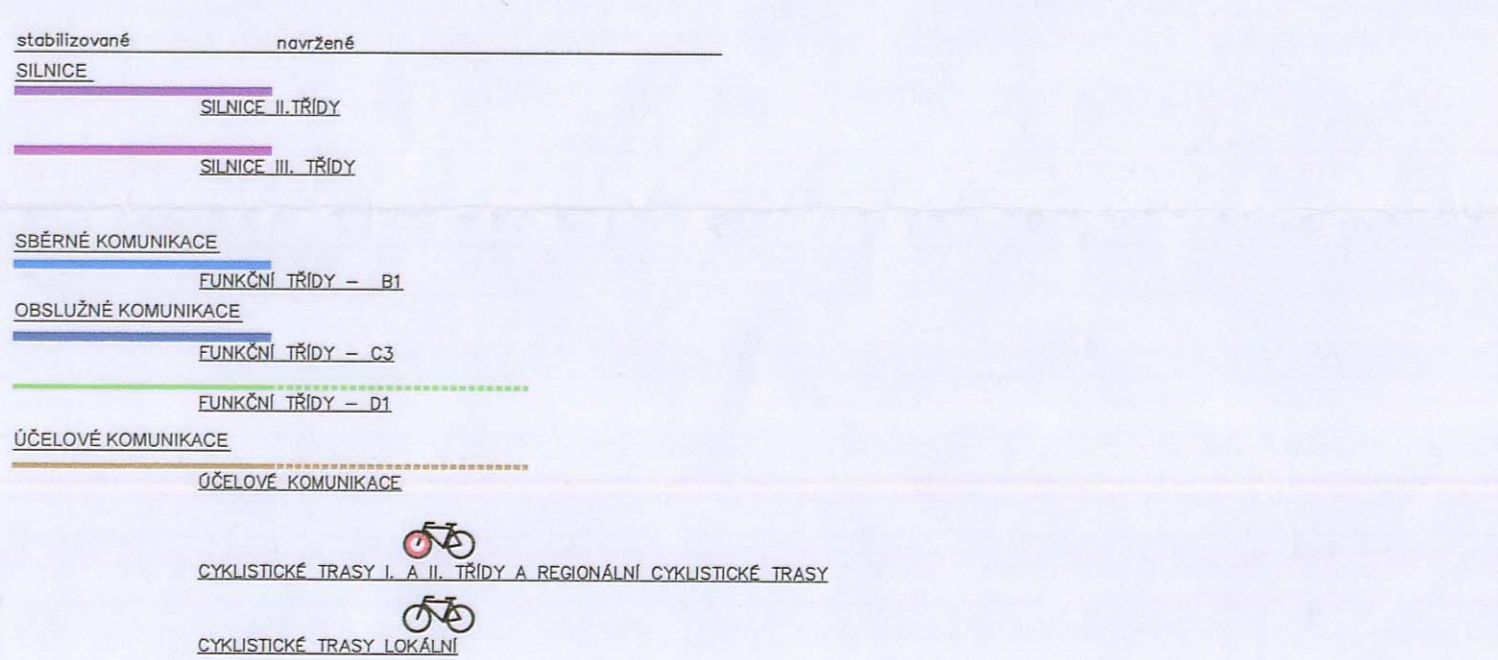 stabilizované navržené
SILNICE
SILNICE II.TŘÍDY
SILNICE III. TŘÍDY
SBĚRNÉ KOMUNIKACE
FUNKČNÍ TŘÍDY – B1
OBSLUŽNÉ KOMUNIKACE
FUNKČNÍ TŘÍDY – C3
FUNKČNÍ TŘÍDY – D1
ÚČELOVÉ KOMUNIKACE
ÚČELOVÉ KOMUNIKACE
CYKLISTICKÉ TRASY I. A II. TŘÍDY A REGIONÁLNÍ CYKLISTICKÉ TRASY
CYKLISTICKÉ TRASY LOKÁLNÍ